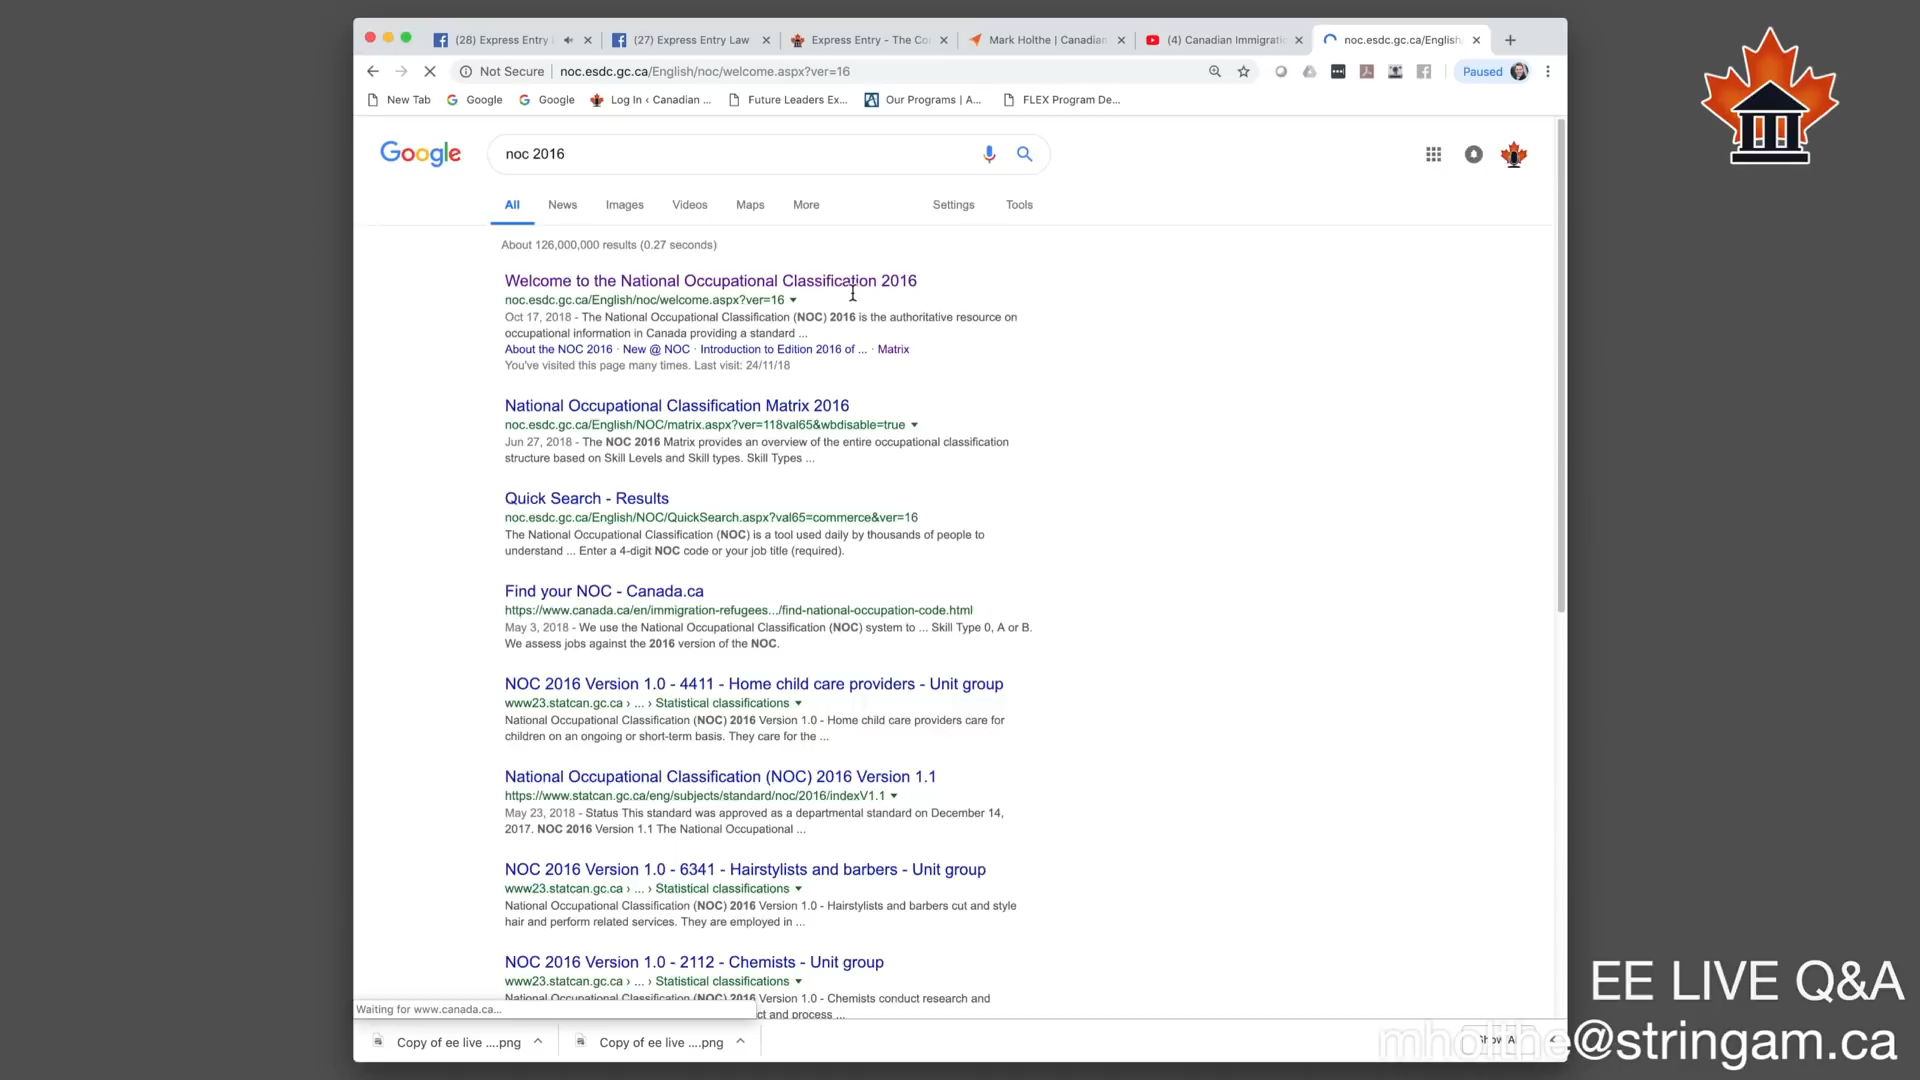 (28) Express Entry
(27) Express Entry Law
Express Entry - The Co
Mark Holthe | Canadian
(4) Canadian Immigrati
noc.esdc.gc.ca/English
Not Secure
noc.esdc.gc.ca/English/noc/welcome.aspx?ver=16
Paused
New Tab
Google
Google
Log In ‹ Canadian ...
Future Leaders Ex...
Our Programs | A...
FLEX Program De...
Google
noc 2016
All
News
Images
Videos
Maps
More
Settings
Tools
About 126,000,000 results (0.27 seconds)
Welcome to the National Occupational Classification 2016
noc.esdc.gc.ca/English/noc/welcome.aspx?ver=16
Oct 17, 2018 - The National Occupational Classification (NOC) 2016 is the authoritative resource on
occupational information in Canada providing a standard ...
About the NOC 2016 · New @ NOC · Introduction to Edition 2016 of ... · Matrix
You've visited this page many times. Last visit: 24/11/18
National Occupational Classification Matrix 2016
noc.esdc.gc.ca/English/NOC/matrix.aspx?ver=118val65&wbdisable=true
Jun 27, 2018 - The NOC 2016 Matrix provides an overview of the entire occupational classification
structure based on Skill Levels and Skill types. Skill Types ...
Quick Search - Results
noc.esdc.gc.ca/English/NOC/QuickSearch.aspx?val65=commerce&ver=16
The National Occupational Classification (NOC) is a tool used daily by thousands of people to
understand ... Enter a 4-digit NOC code or your job title (required).
Find your NOC - Canada.ca
https://www.canada.ca/en/immigration-refugees.../find-national-occupation-code.html
May 3, 2018 - We use the National Occupational Classification (NOC) system to ... Skill Type 0, A or B.
We assess jobs against the 2016 version of the NOC.
NOC 2016 Version 1.0 - 4411 - Home child care providers - Unit group
www23.statcan.gc.ca › ... › Statistical classifications
National Occupational Classification (NOC) 2016 Version 1.0 - Home child care providers care for
children on an ongoing or short-term basis. They care for the ...
National Occupational Classification (NOC) 2016 Version 1.1
https://www.statcan.gc.ca/eng/subjects/standard/noc/2016/indexV1.1
May 23, 2018 - Status This standard was approved as a departmental standard on December 14,
2017. NOC 2016 Version 1.1 The National Occupational ...
NOC 2016 Version 1.0 - 6341 - Hairstylists and barbers - Unit group
www23.statcan.gc.ca › ... › Statistical classifications
National Occupational Classification (NOC) 2016 Version 1.0 - Hairstylists and barbers cut and style
hair and perform related services. They are employed in ...
NOC 2016 Version 1.0 - 2112 - Chemists - Unit group
www23.statcan.gc.ca › ... › Statistical classifications
National Occupational Classification (NOC) 2016 Version 1.0 - Chemists conduct research and
ct and process ...
Waiting for www.canada.ca...
Copy of ee live ....png
Copy of ee live ....png
Show All
EE LIVE Q&A
mholthe@stringam.ca